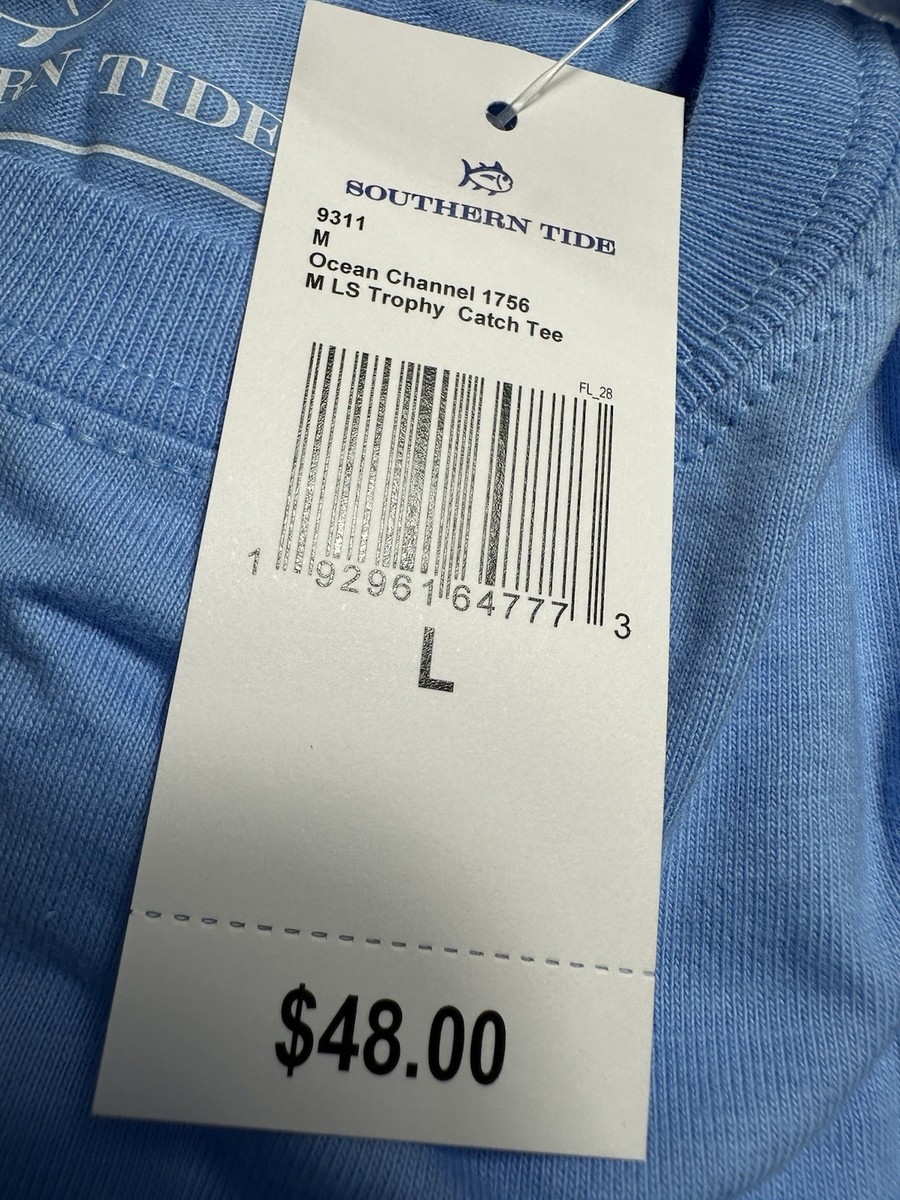 RN TIDE
SOUTHERN TIDE
9311
M
Ocean Channel 1756
M LS Trophy Catch Tee
FL_28
1 92961 64777 3
L
$48.00